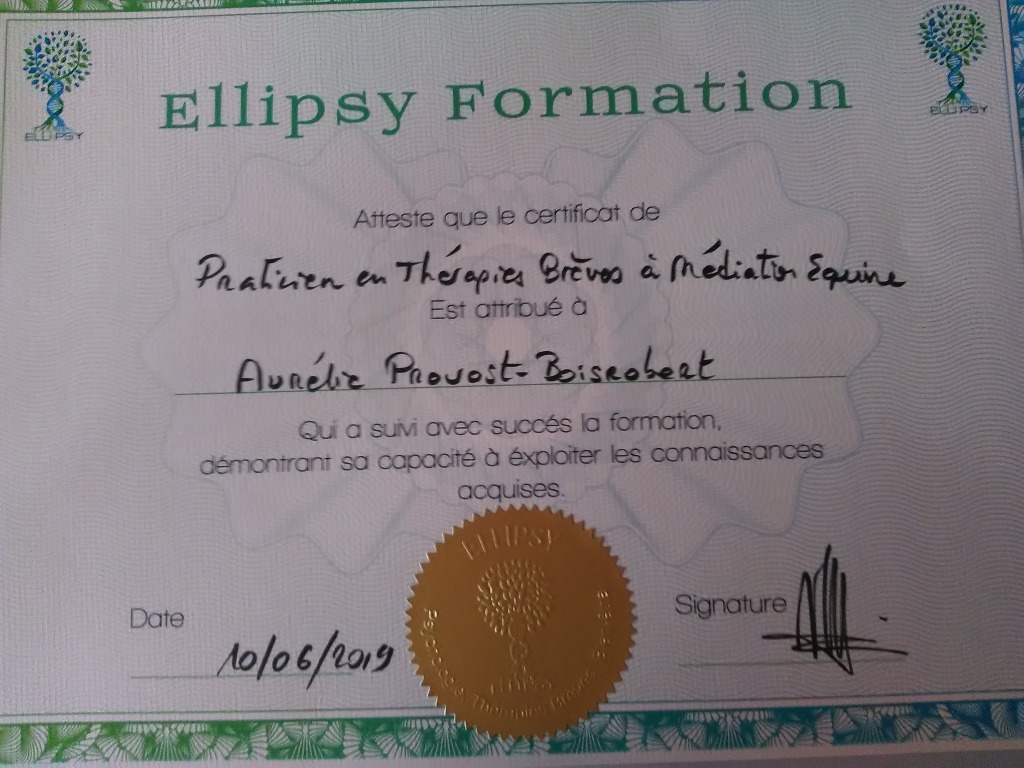 ELLIPSY
ELLIPSY
Ellipsy Formation
Atteste que le certificat de
Praticien en Thérapies Brèves à Médiation Equine
Est attribué à
Aurélie Provost-Boisrobert
Qui a suivi avec succés la formation,
démontrant sa capacité à éxploiter les connaissances
acquises.
ELLIPSY
Date
10/06/2019
Signature